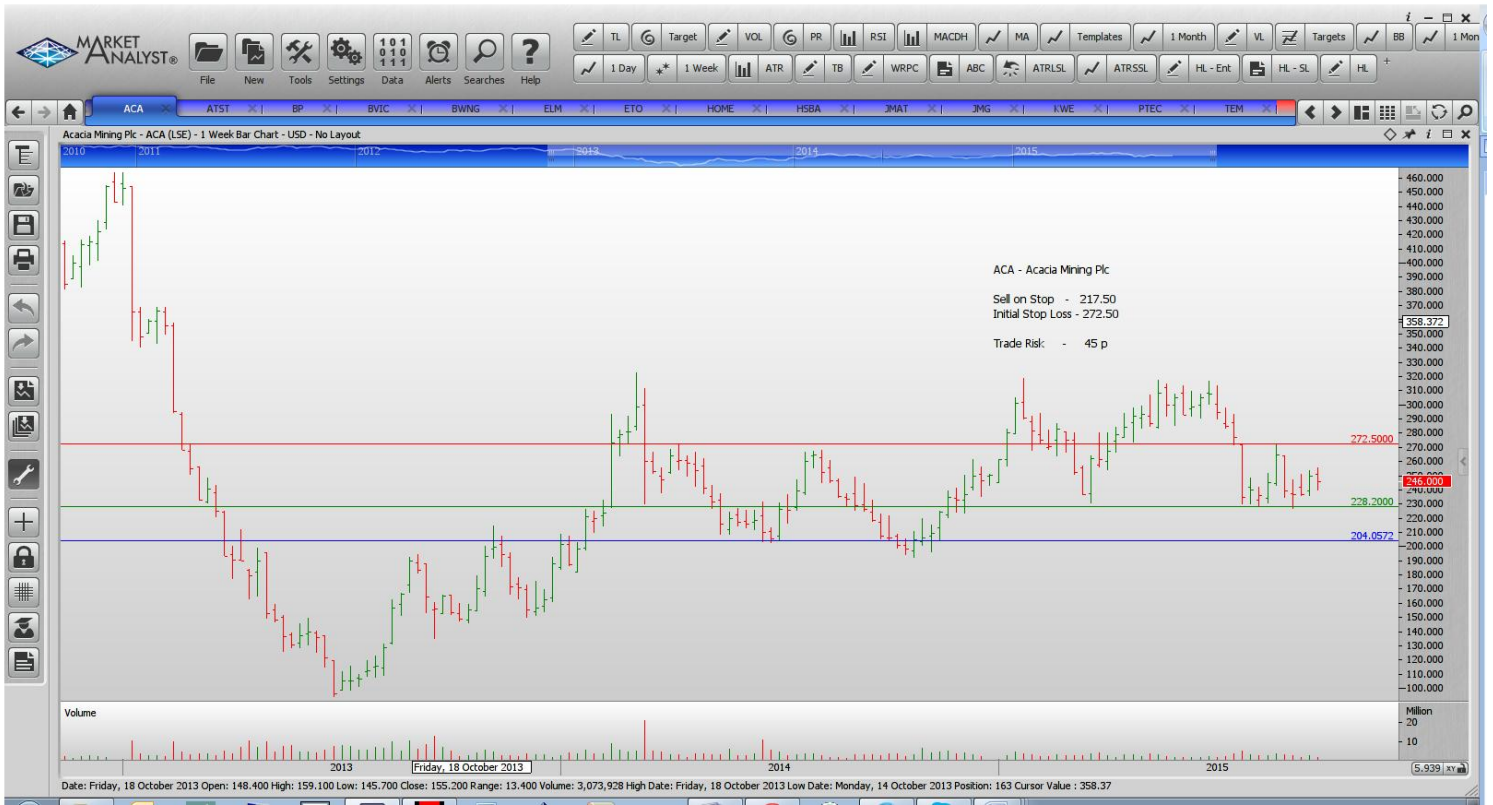 i
MARKET ANALYST®
File New Tools Settings Data Alerts Searches Help
TL Target VOL PR RSI MACDH MA Templates 1 Month VL Targets BB 1 Mon
1 Day 1 Week ATR TB WRPC ABC ATRLSL ATRSSL HL - Ent HL - SL HL +
ACA ATST BP BVIC BWNG ELM ETO HOME HSBA JMAT JMG KWE PTEC TEM
Acacia Mining Plc - ACA (LSE) - 1 Week Bar Chart - USD - No Layout
2010 2011 2012 2013 2014 2015
460.000
450.000
440.000
430.000
420.000
410.000
400.000
390.000
380.000
370.000
358.372
350.000
340.000
330.000
320.000
310.000
300.000
290.000
280.000
270.000
260.000
246.000
240.000
230.000
220.000
210.000
200.000
190.000
180.000
170.000
160.000
150.000
140.000
130.000
120.000
110.000
100.000
ACA - Acacia Mining Plc
Sell on Stop - 217.50
Initial Stop Loss - 272.50
Trade Risk - 45 p
272.5000
228.2000
204.0572
Volume
Million
20
10
2013 Friday, 18 October 2013 2014 2015
5.939 XY
Date: Friday, 18 October 2013 Open: 148.400 High: 159.100 Low: 145.700 Close: 155.200 Range: 13.400 Volume: 3,073,928 High Date: Friday, 18 October 2013 Low Date: Monday, 14 October 2013 Position: 163 Cursor Value : 358.37